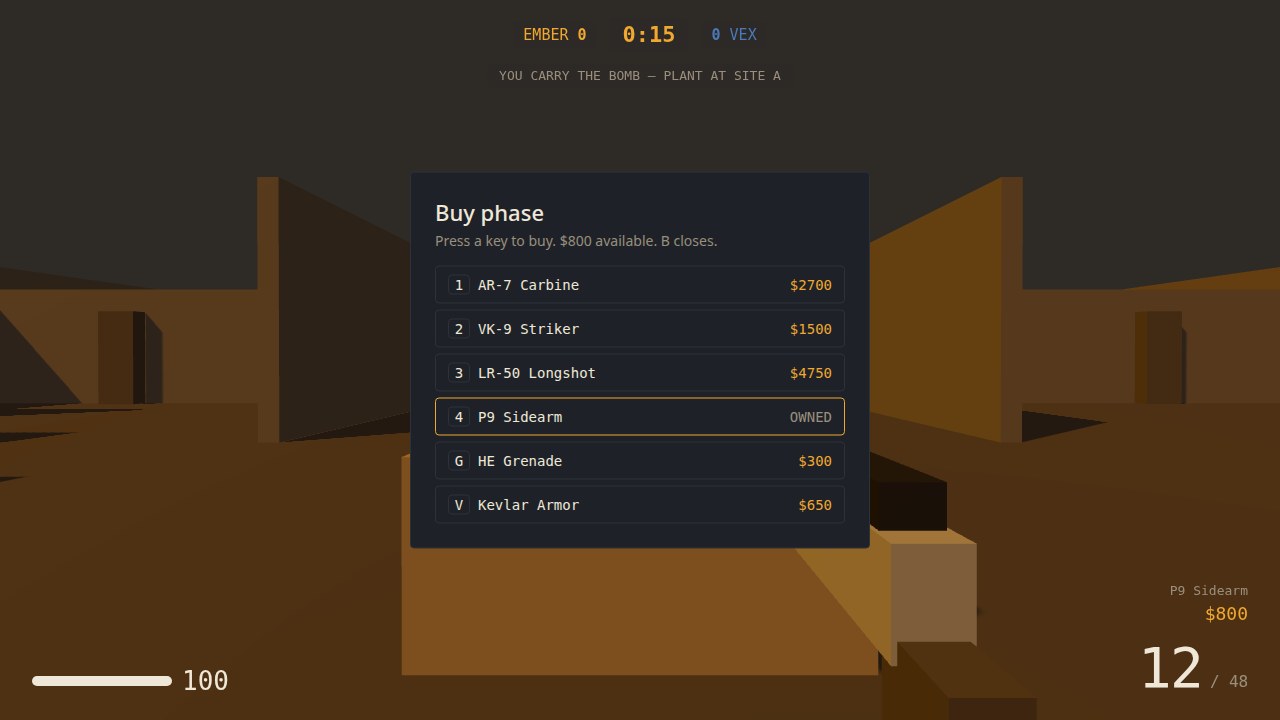 EMBER 0 0:15 0 VEX
YOU CARRY THE BOMB — PLANT AT SITE A
Buy phase
Press a key to buy. $800 available. B closes.
1 AR-7 Carbine $2700
2 VK-9 Striker $1500
3 LR-50 Longshot $4750
4 P9 Sidearm OWNED
G HE Grenade $300
V Kevlar Armor $650
P9 Sidearm
$800
100
12 / 48